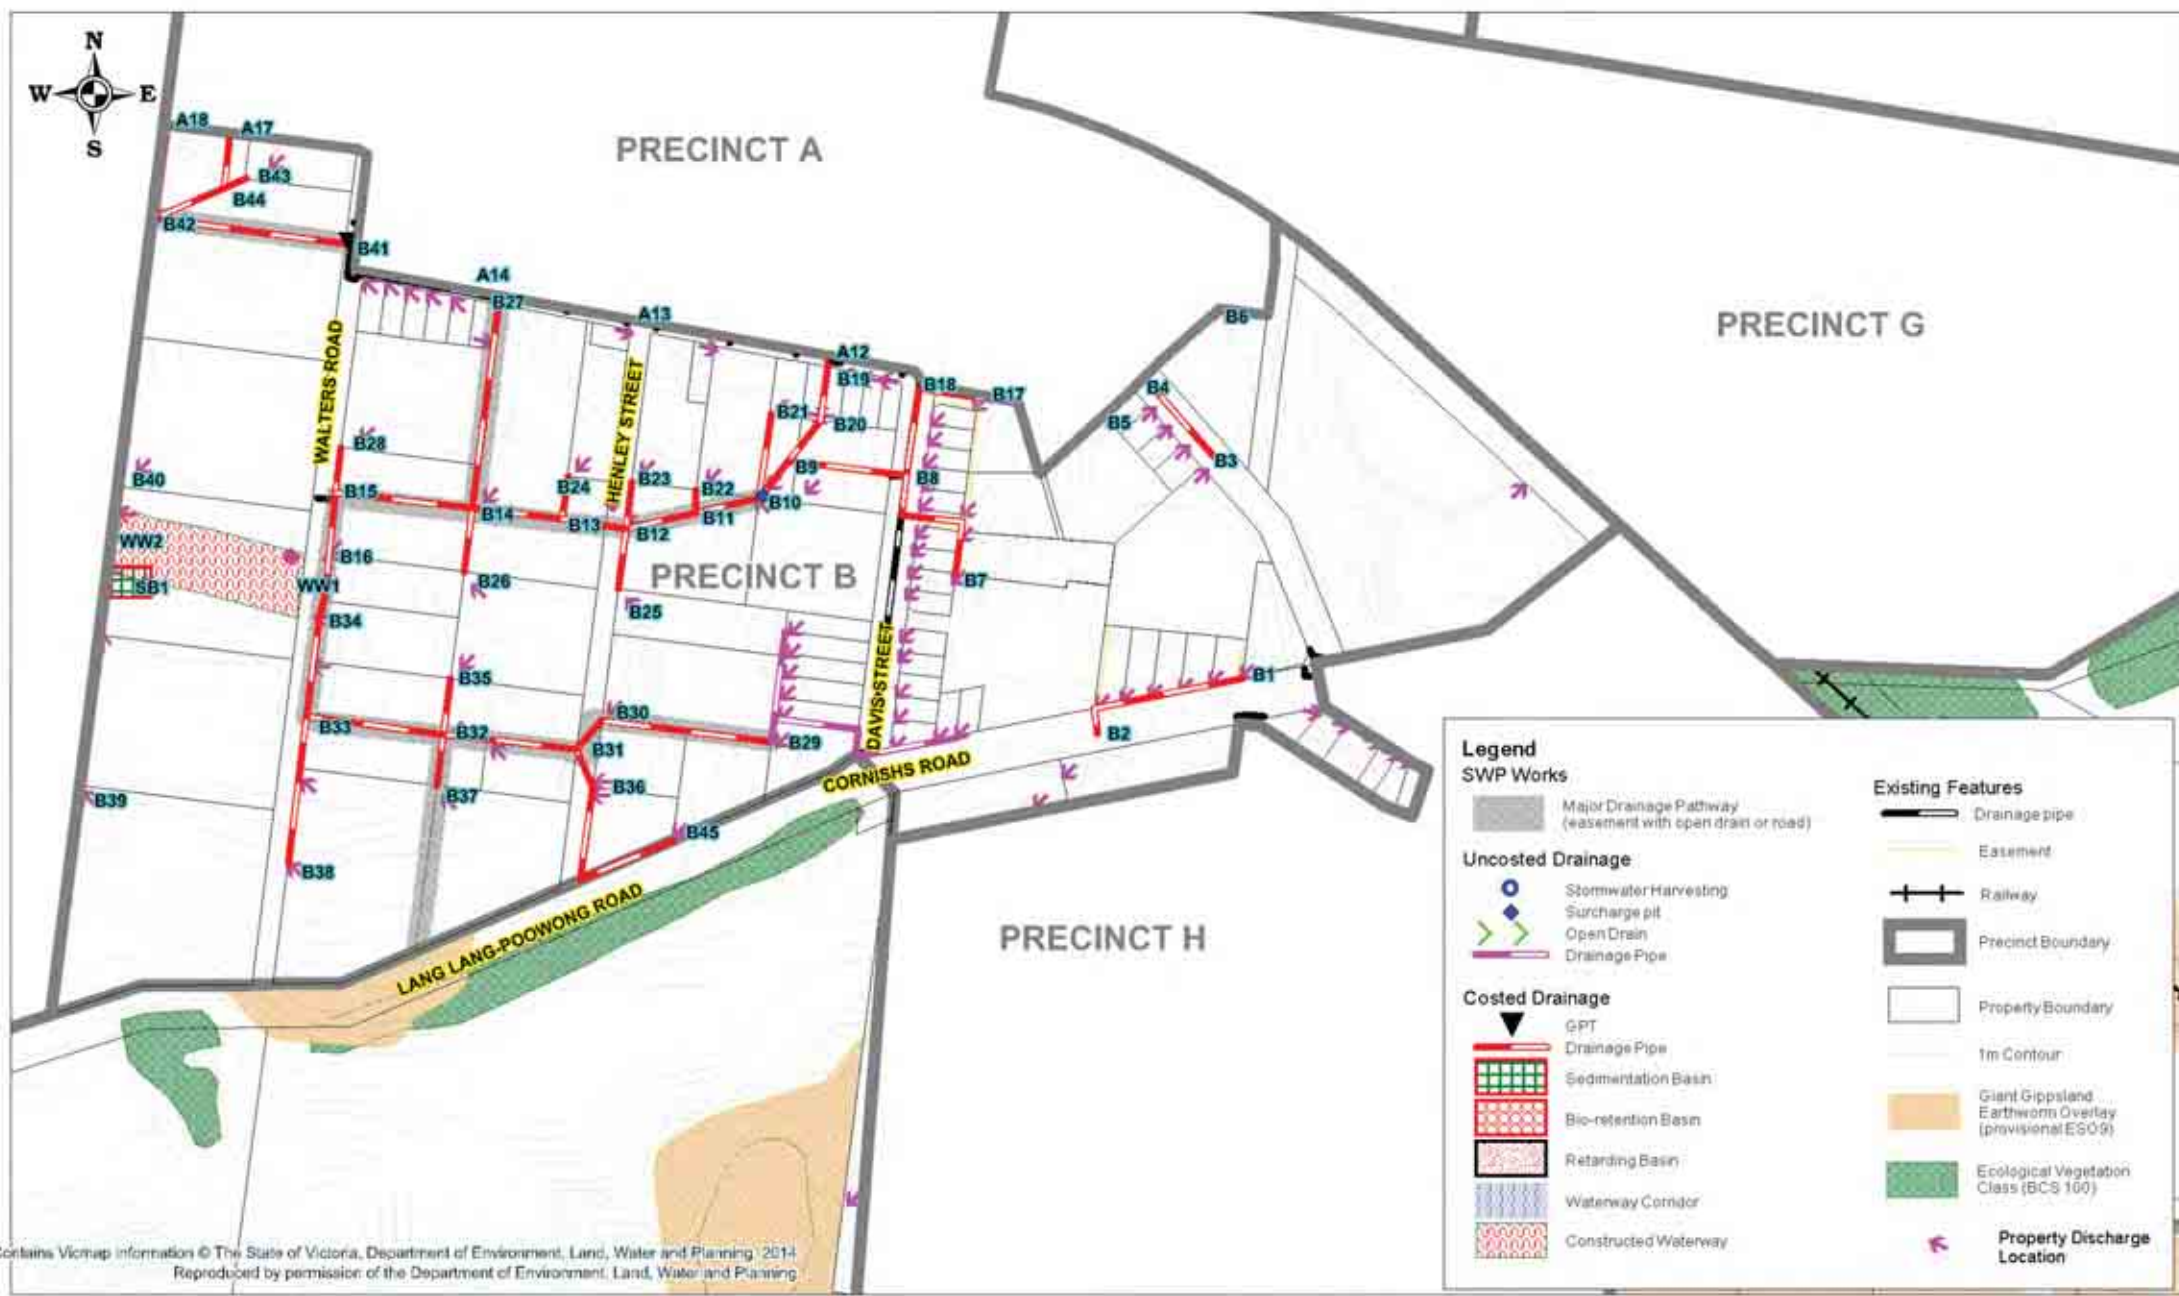 N
W E
S
A18
A17
PRECINCT A
B43
B44
B42
B41
A14
B27
A13
A12
B19
B18
B17
B6
PRECINCT G
B4
B5
B3
WALTERS ROAD
HENLEY STREET
B21
B20
B28
B9
B8
B40
B15
B24
B23
B22
B10
B14
B13
B12
B11
WW2
SB1
B16
WW1
B26
PRECINCT B
B7
B25
B34
DAVIS STREET
B35
B1
B33
B32
B30
B31
B29
B2
CORNISHS ROAD
B39
B37
B36
B45
B38
LANG LANG-POOWONG ROAD
PRECINCT H
Legend
SWP Works
Major Drainage Pathway
(easement with open drain or road)
Uncosted Drainage
Stormwater Harvesting
Surcharge pit
Open Drain
Drainage Pipe
Costed Drainage
GPT
Drainage Pipe
Sedimentation Basin
Bio-retention Basin
Retarding Basin
Waterway Corridor
Constructed Waterway
Existing Features
Drainage pipe
Easement
Railway
Precinct Boundary
Property Boundary
1m Contour
Giant Gippsland
Earthworm Overlay
(provisional ESO9)
Ecological Vegetation
Class (BCS 100)
Property Discharge
Location
Contains Vicmap information © The State of Victoria, Department of Environment, Land, Water and Planning, 2014
Reproduced by permission of the Department of Environment, Land, Water and Planning